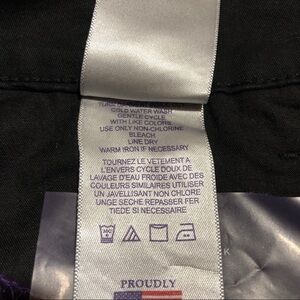 COLD WATER WASH
GENTLE CYCLE
WITH LIKE COLORS
USE ONLY NON-CHLORINE
BLEACH
LINE DRY
WARM IRON IF NECESSARY
TOURNEZ LE VETEMENT A
L'ENVERS CYCLE DOUX DE
LAVAGE D'EAU FROIDE AVEC DES
COULEURS SIMILAIRES UTILISER
UN JAVELLISANT NON CHLORE
UNGE SECHE REPASSER FER
TIEDE SI NECESSAIRE
PROUDLY
K